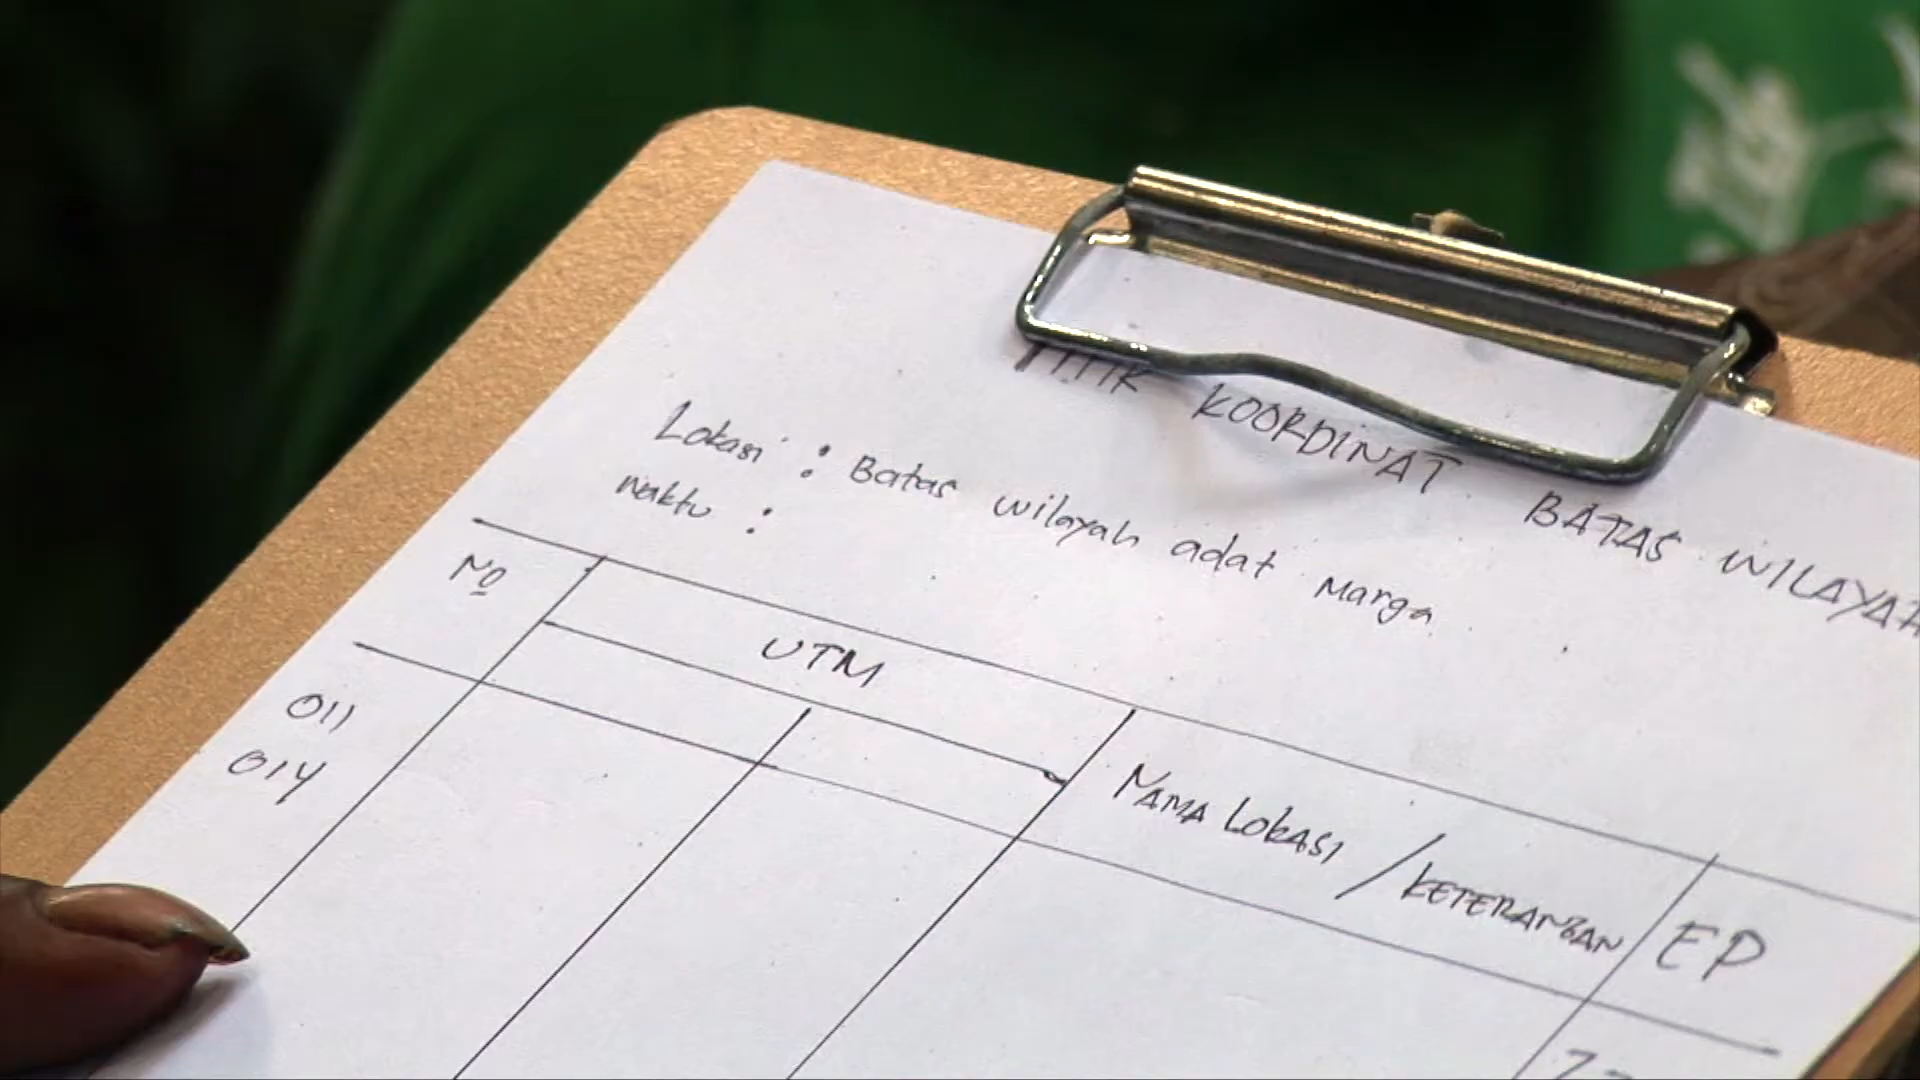 TITIK KOORDINAT BATAS WILAYAH
Lokasi : Batas wilayah adat Marga
waktu :
No
UTM
NAMA LOKASI / KETERANGAN
EP
011
014